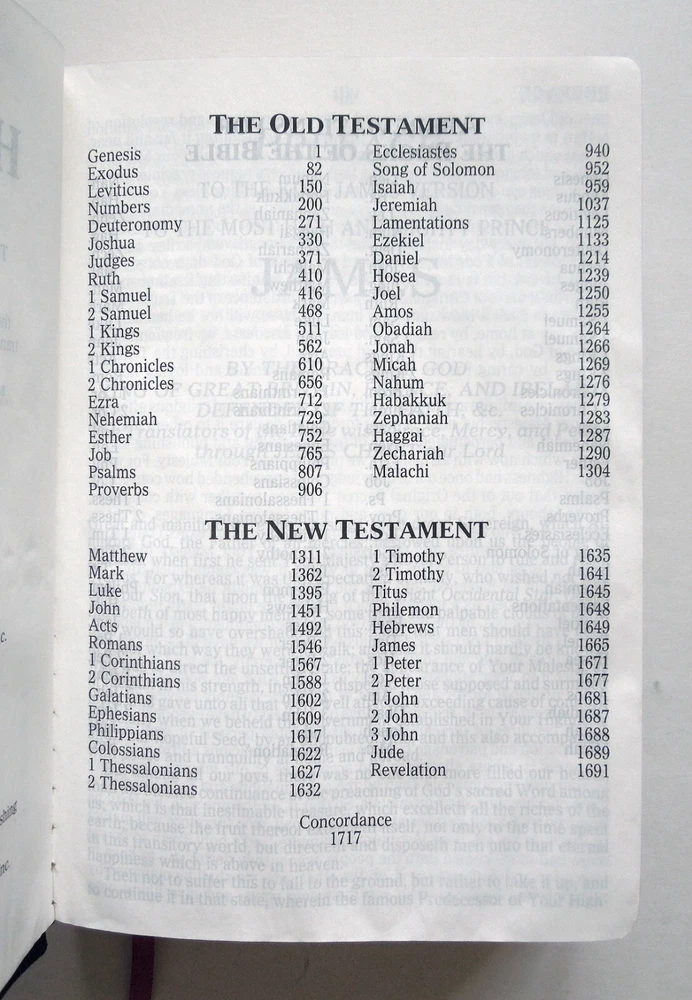 THE OLD TESTAMENT
Genesis 1
Exodus 82
Leviticus 150
Numbers 200
Deuteronomy 271
Joshua 330
Judges 371
Ruth 410
1 Samuel 416
2 Samuel 468
1 Kings 511
2 Kings 562
1 Chronicles 610
2 Chronicles 656
Ezra 712
Nehemiah 729
Esther 752
Job 765
Psalms 807
Proverbs 906
Ecclesiastes 940
Song of Solomon 952
Isaiah 959
Jeremiah 1037
Lamentations 1125
Ezekiel 1133
Daniel 1214
Hosea 1239
Joel 1250
Amos 1255
Obadiah 1264
Jonah 1266
Micah 1269
Nahum 1276
Habakkuk 1279
Zephaniah 1283
Haggai 1287
Zechariah 1290
Malachi 1304
THE NEW TESTAMENT
Matthew 1311
Mark 1362
Luke 1395
John 1451
Acts 1492
Romans 1546
1 Corinthians 1567
2 Corinthians 1588
Galatians 1602
Ephesians 1609
Philippians 1617
Colossians 1622
1 Thessalonians 1627
2 Thessalonians 1632
1 Timothy 1635
2 Timothy 1641
Titus 1645
Philemon 1648
Hebrews 1649
James 1665
1 Peter 1671
2 Peter 1677
1 John 1681
2 John 1687
3 John 1688
Jude 1689
Revelation 1691
Concordance
1717